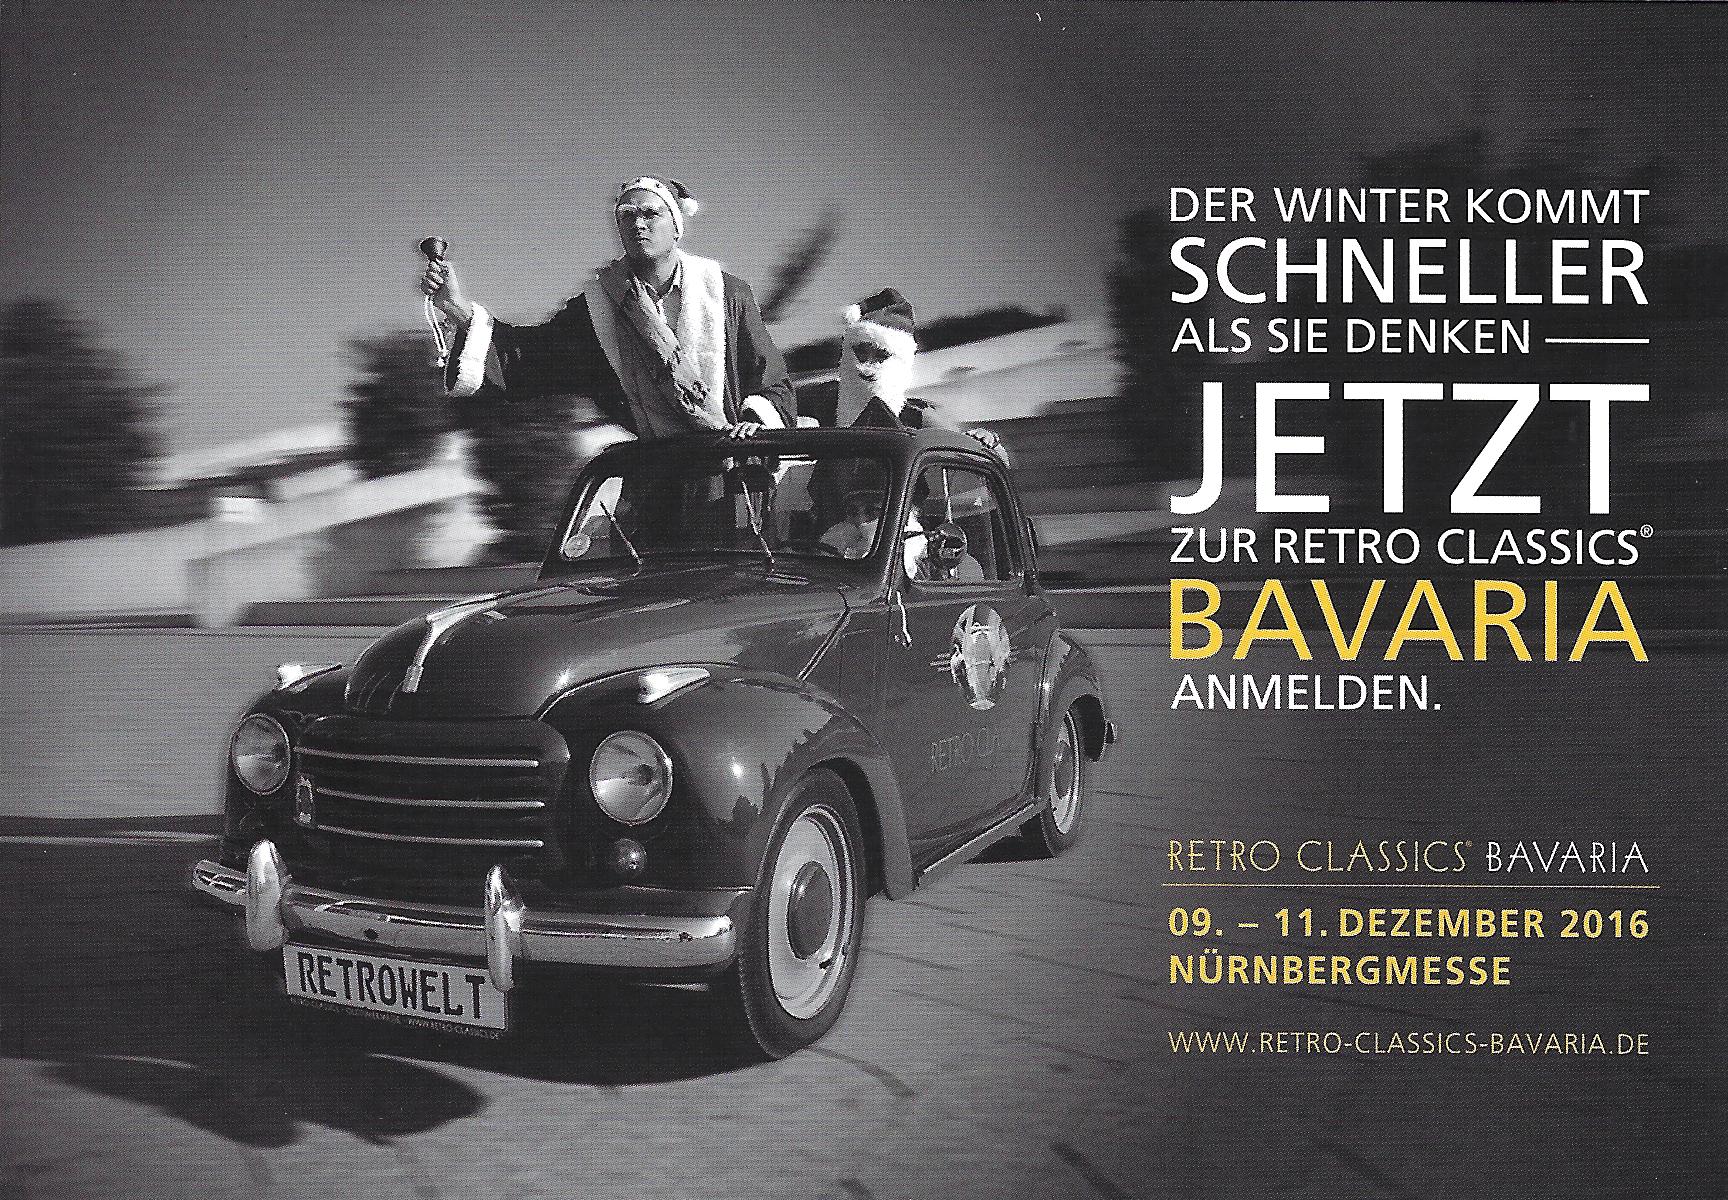 DER WINTER KOMMT
SCHNELLER
ALS SIE DENKEN —
JETZT
ZUR RETRO CLASSICS®
BAVARIA
ANMELDEN.
RETRO CLASSICS® BAVARIA
09. – 11. DEZEMBER 2016
NÜRNBERGMESSE
WWW.RETRO-CLASSICS-BAVARIA.DE
RETRO
RETROWELT